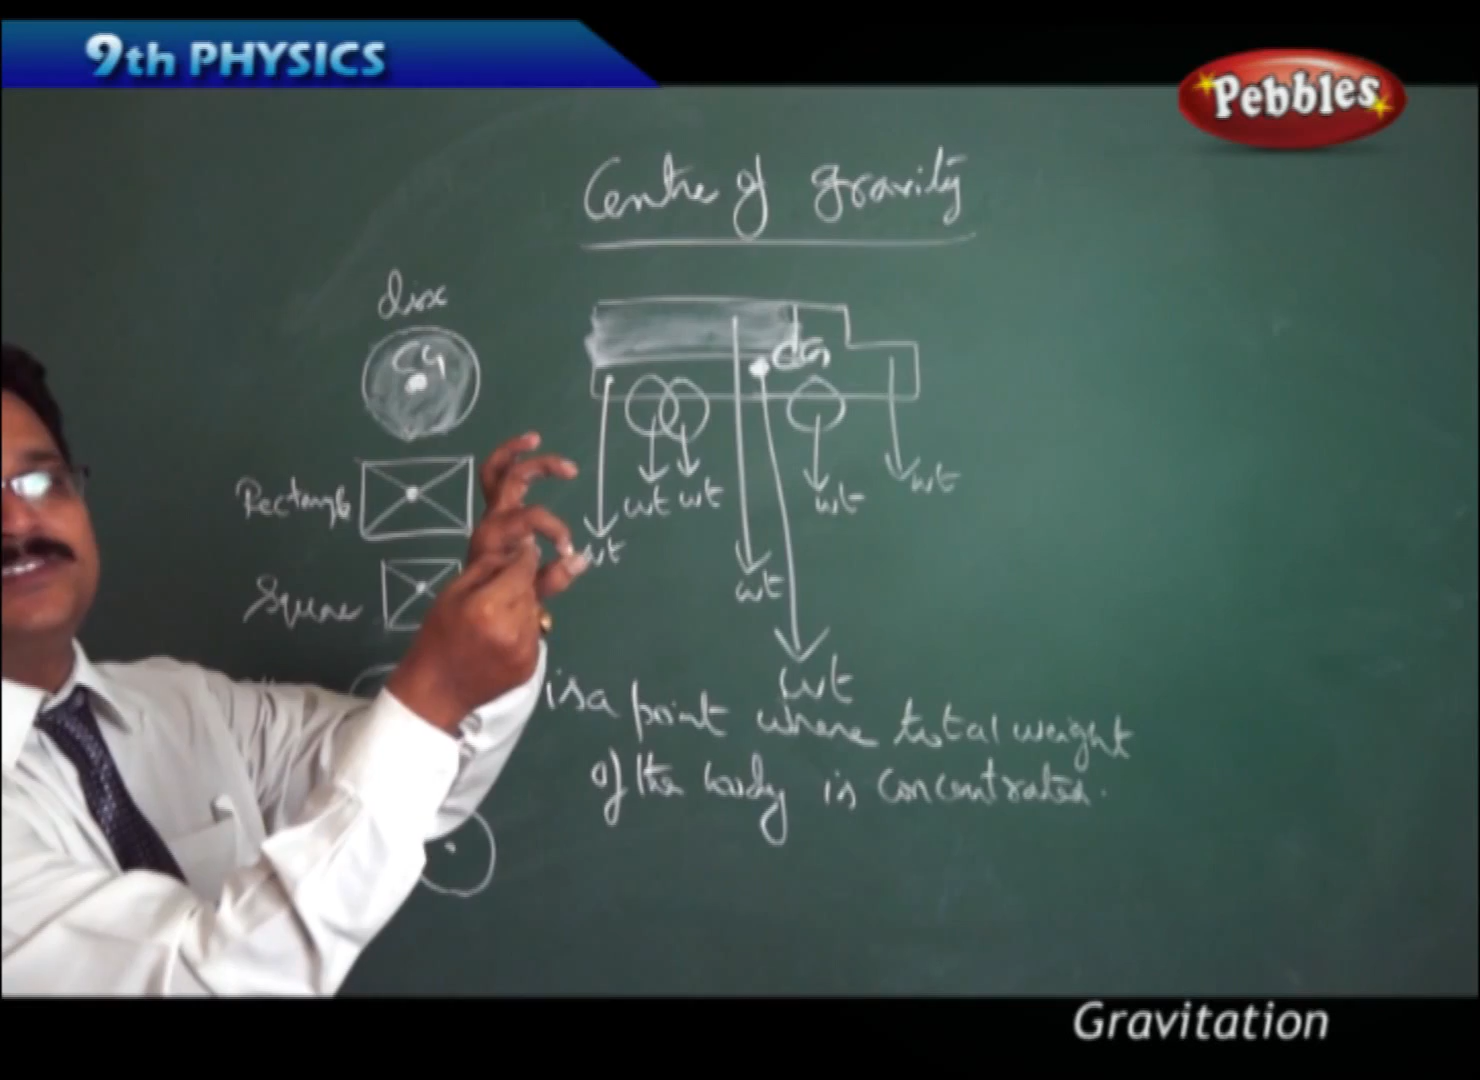 9th PHYSICS
Pebbles
Centre of gravity
disc
CG
CG
Rectangle
wt wt
wt
wt
wt
Square
wt
wt
is a point where total weight
of the body is concentrated.
Gravitation